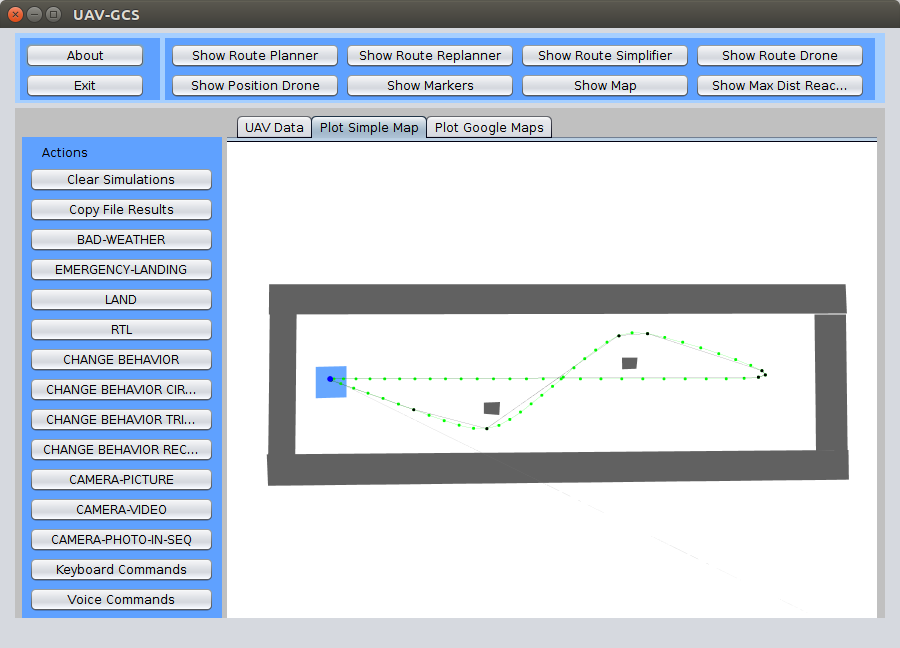 UAV-GCS
About
Show Route Planner
Show Route Replanner
Show Route Simplifier
Show Route Drone
Exit
Show Position Drone
Show Markers
Show Map
Show Max Dist Reac...
UAV Data
Plot Simple Map
Plot Google Maps
Actions
Clear Simulations
Copy File Results
BAD-WEATHER
EMERGENCY-LANDING
LAND
RTL
CHANGE BEHAVIOR
CHANGE BEHAVIOR CIR...
CHANGE BEHAVIOR TRI...
CHANGE BEHAVIOR REC...
CAMERA-PICTURE
CAMERA-VIDEO
CAMERA-PHOTO-IN-SEQ
Keyboard Commands
Voice Commands